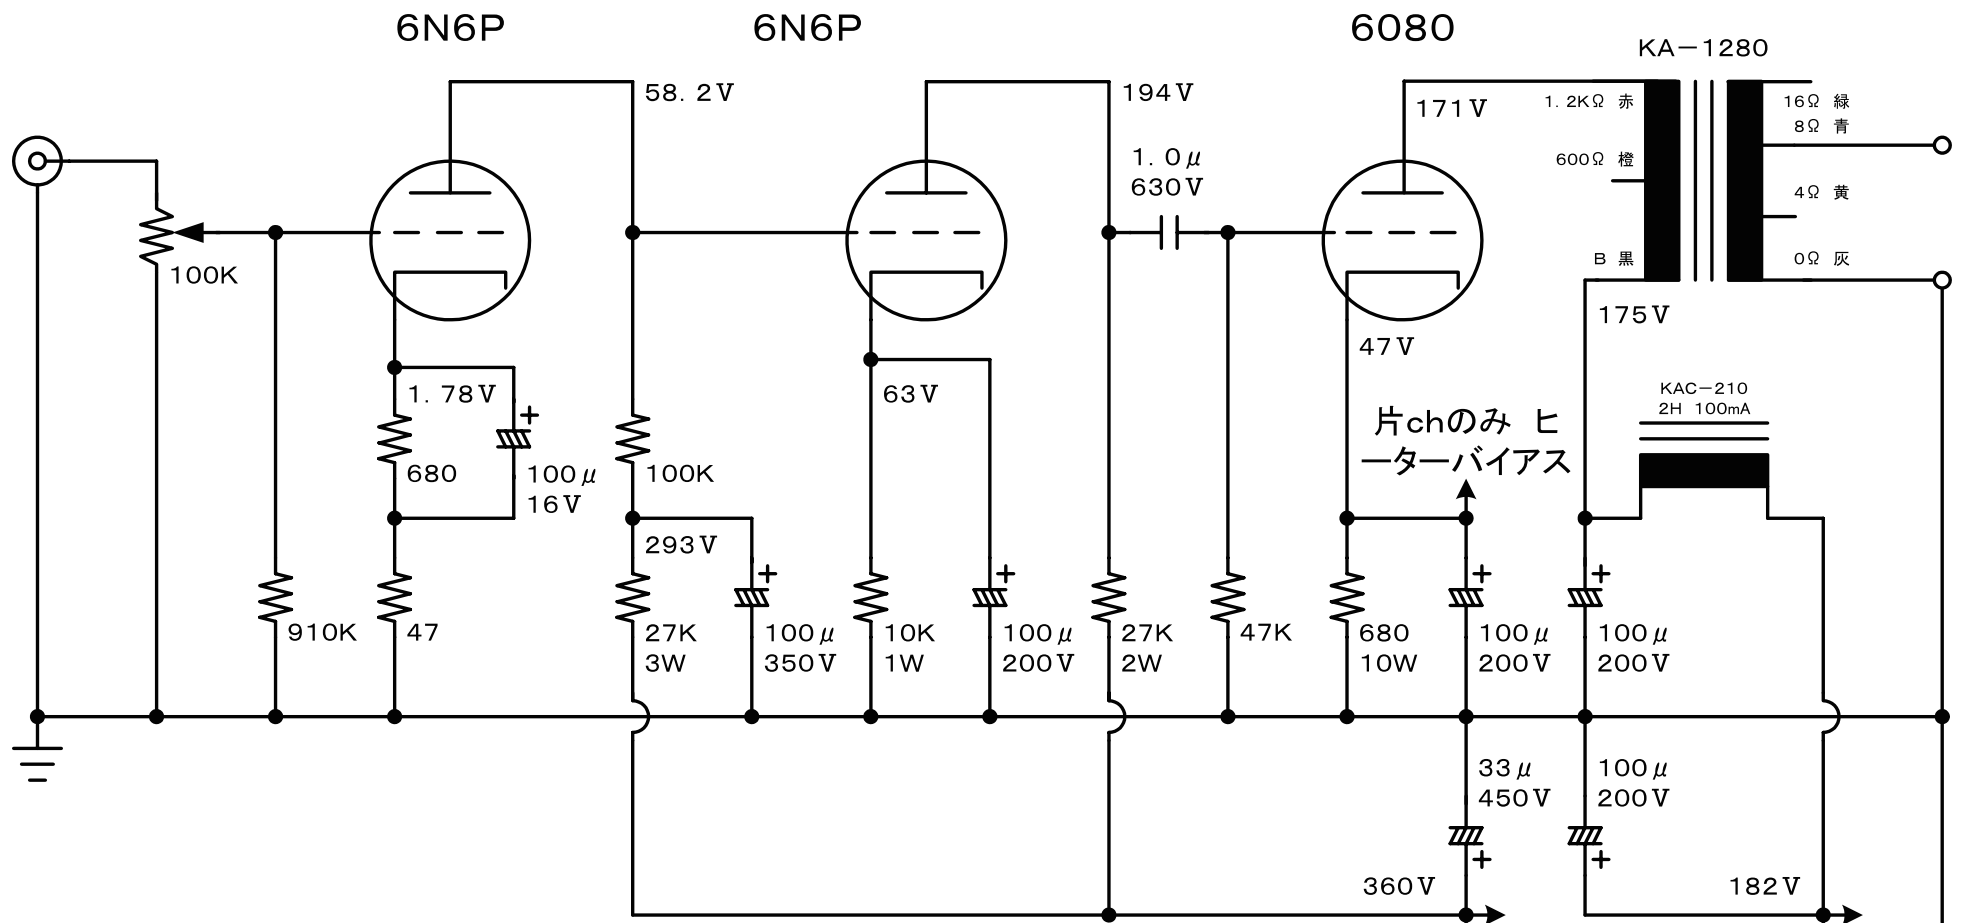 6N6P
6N6P
6080
KA-1280
58.2V
194V
171V
1.2KΩ 赤
16Ω 緑
8Ω 青
1.0μ
630V
600Ω 橙
4Ω 黄
100K
B 黒
0Ω 灰
175V
47V
1.78V
63V
KAC-210
2H 100mA
片chのみ ヒ
ーターバイアス
+
680
100μ
16V
100K
293V
+
+
+
+
910K
47
27K
3W
100μ
350V
10K
1W
100μ
200V
27K
2W
47K
680
10W
100μ
200V
100μ
200V
33μ
450V
100μ
200V
+
+
360V
182V